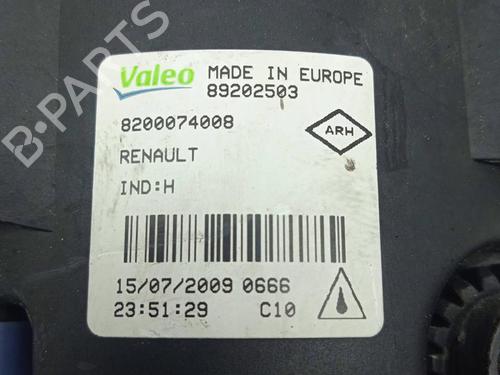 Valeo MADE IN EUROPE
89202503
8200074008
ARH
RENAULT
IND:H
15/07/2009 0666
23:51:29 C10
B-PARTS